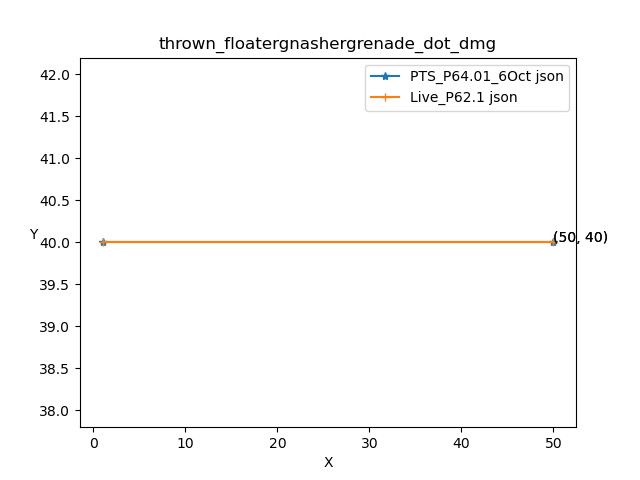 thrown_floatergnashergrenade_dot_dmg
PTS_P64.01_6Oct json
Live_P62.1 json
42.0
41.5
41.0
40.5
40.0
39.5
39.0
38.5
38.0
Y
(50, 40)
0 10 20 30 40 50
X